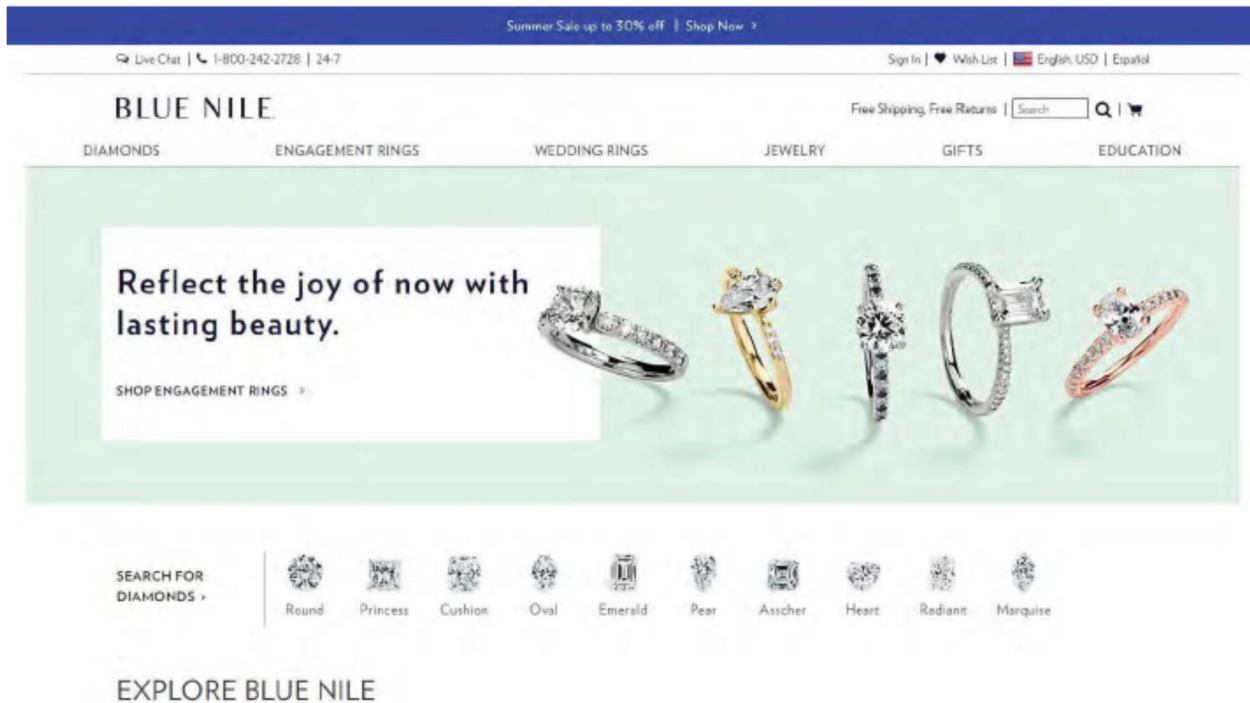 Summer Sale up to 30% off | Shop Now >
Live Chat | 1-800-242-2728 | 24-7
Sign In | Wish List | English, USD | Español
BLUE NILE
Free Shipping, Free Returns | Search
DIAMONDS ENGAGEMENT RINGS WEDDING RINGS JEWELRY GIFTS EDUCATION
Reflect the joy of now with
lasting beauty.
SHOP ENGAGEMENT RINGS >
SEARCH FOR
DIAMONDS >
Round Princess Cushion Oval Emerald Pear Asscher Heart Radiant Marquise
EXPLORE BLUE NILE